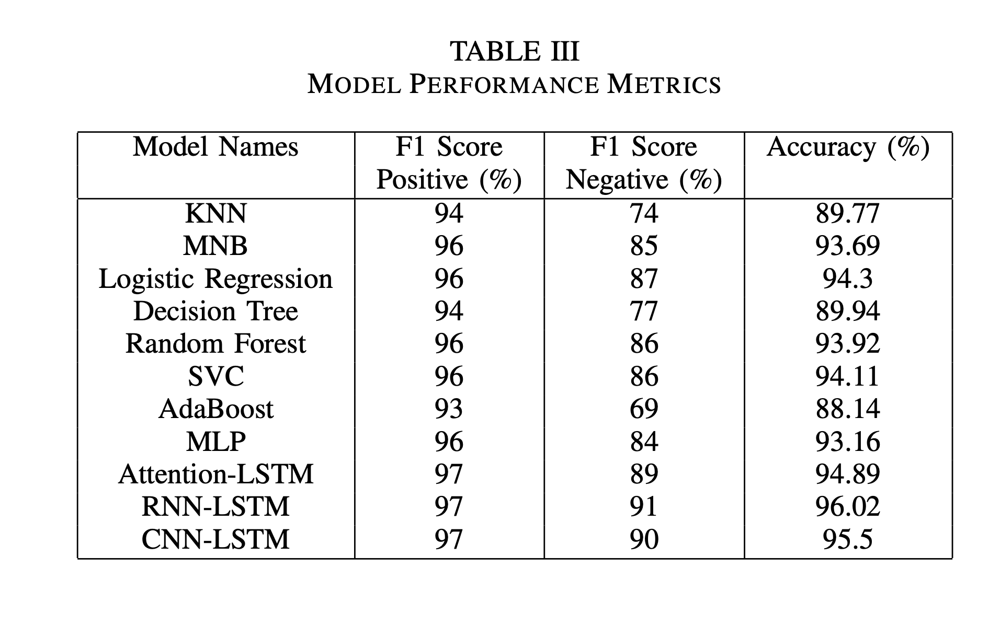 TABLE III
MODEL PERFORMANCE METRICS
Model Names F1 Score Positive (%) F1 Score Negative (%) Accuracy (%)
KNN 94 74 89.77
MNB 96 85 93.69
Logistic Regression 96 87 94.3
Decision Tree 94 77 89.94
Random Forest 96 86 93.92
SVC 96 86 94.11
AdaBoost 93 69 88.14
MLP 96 84 93.16
Attention-LSTM 97 89 94.89
RNN-LSTM 97 91 96.02
CNN-LSTM 97 90 95.5